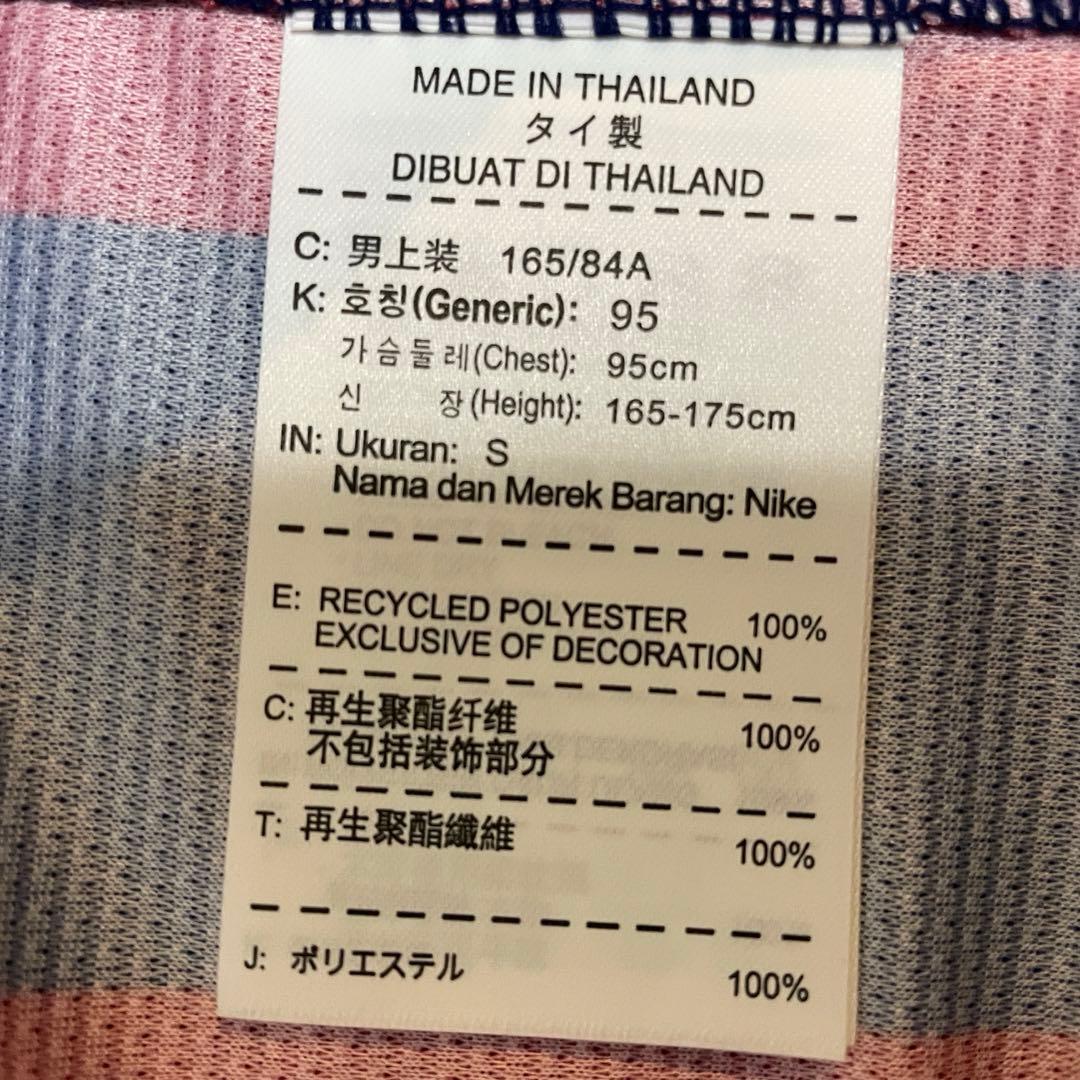 MADE IN THAILAND
タイ製
DIBUAT DI THAILAND
C: 男上装 165/84A
K: 호칭(Generic): 95
가슴둘레(Chest): 95cm
신 장(Height): 165-175cm
IN: Ukuran: S
Nama dan Merek Barang: Nike
E: RECYCLED POLYESTER 100%
EXCLUSIVE OF DECORATION
C: 再生聚酯纤维 100%
不包括装饰部分
T: 再生聚酯纖維 100%
J: ポリエステル 100%